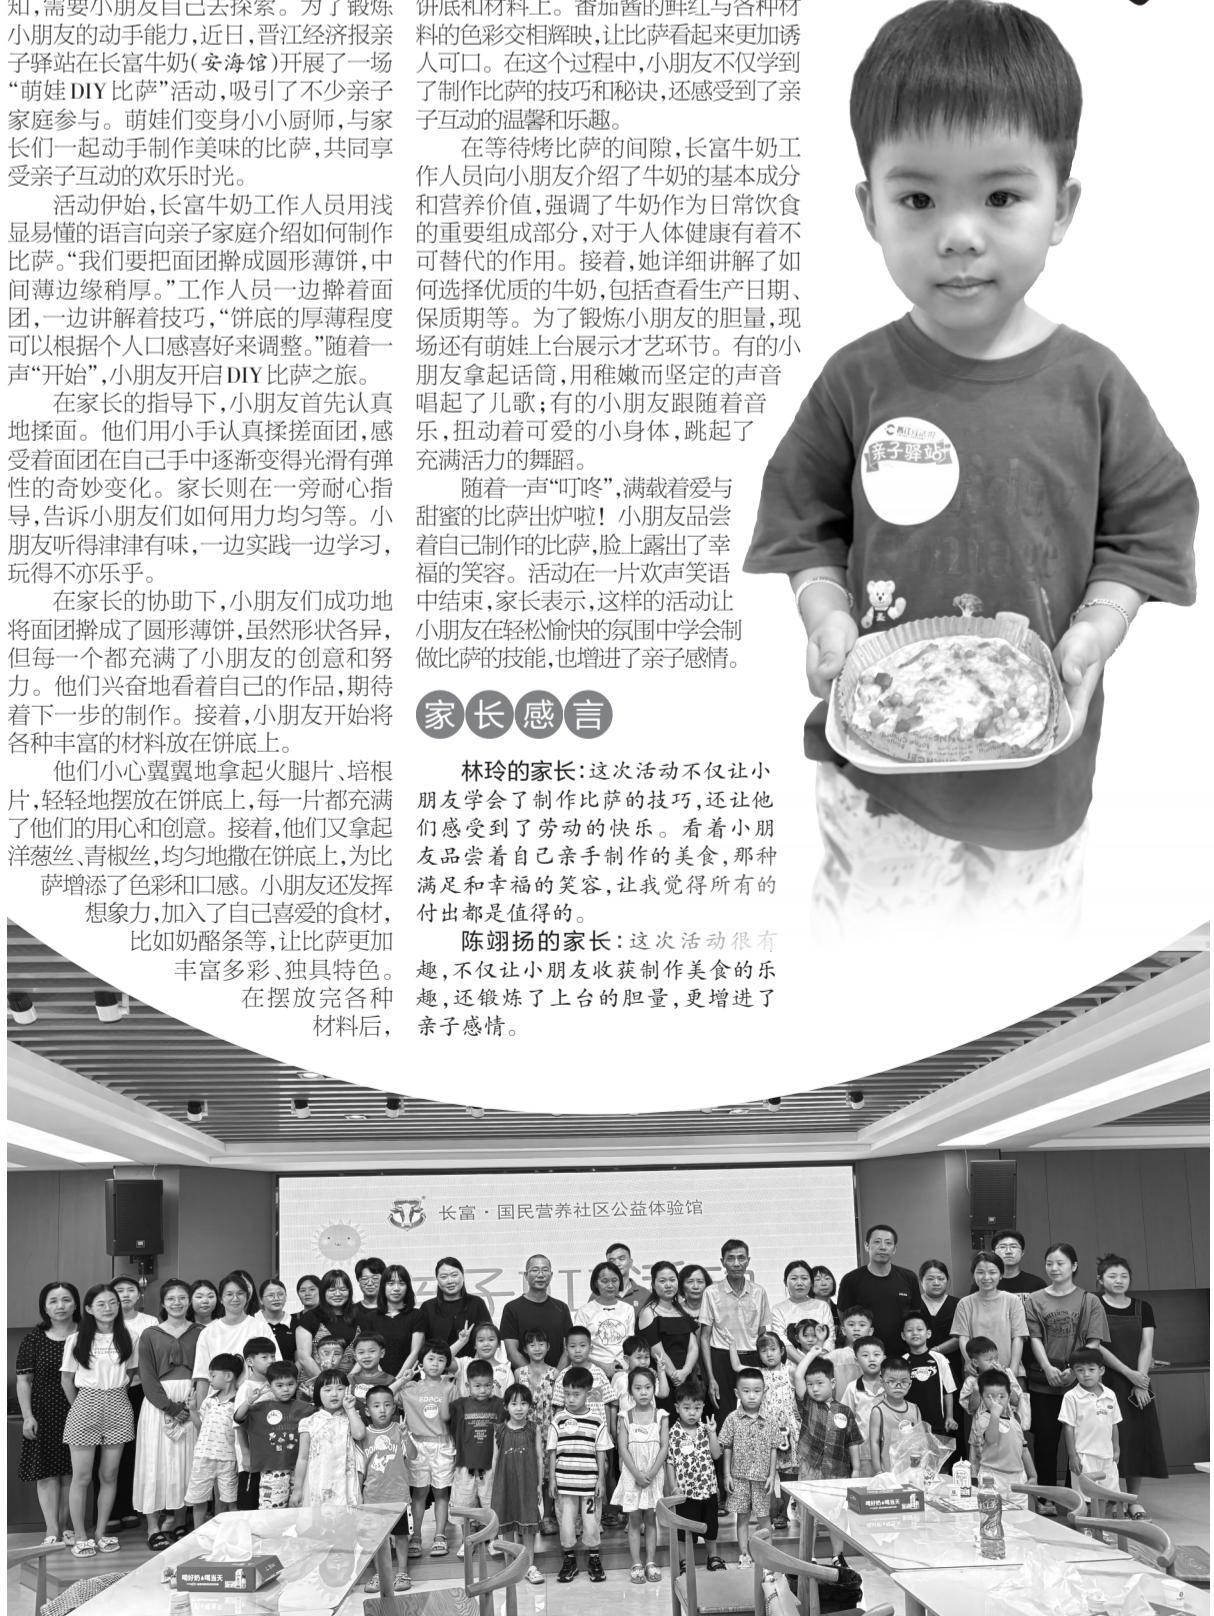 知,需要小朋友自己去探索。为了锻炼
小朋友的动手能力,近日,晋江经济报亲
子驿站在长富牛奶(安海馆)开展了一场
“萌娃DIY比萨”活动,吸引了不少亲子
家庭参与。萌娃们变身小小厨师,与家
长们一起动手制作美味的比萨,共同享
受亲子互动的欢乐时光。
活动伊始,长富牛奶工作人员用浅
显易懂的语言向亲子家庭介绍如何制作
比萨。“我们要把面团擀成圆形薄饼,中
间薄边缘稍厚。”工作人员一边擀着面
团,一边讲解着技巧,“饼底的厚薄程度
可以根据个人口感喜好来调整。”随着一
声“开始”,小朋友开启DIY比萨之旅。
在家长的指导下,小朋友首先认真
地揉面。他们用小手认真揉搓面团,感
受着面团在自己手中逐渐变得光滑有弹
性的奇妙变化。家长则在一旁耐心指
导,告诉小朋友们如何用力均匀等。小
朋友听得津津有味,一边实践一边学习,
玩得不亦乐乎。
在家长的协助下,小朋友们成功地
将面团擀成了圆形薄饼,虽然形状各异,
但每一个都充满了小朋友的创意和努
力。他们兴奋地看着自己的作品,期待
着下一步的制作。接着,小朋友开始将
各种丰富的材料放在饼底上。
他们小心翼翼地拿起火腿片、培根
片,轻轻地摆放在饼底上,每一片都充满
了他们的用心和创意。接着,他们又拿起
洋葱丝、青椒丝,均匀地撒在饼底上,为比
萨增添了色彩和口感。小朋友还发挥
想象力,加入了自己喜爱的食材,
比如奶酪条等,让比萨更加
丰富多彩、独具特色。
在摆放完各种
材料后,
饼底和材料上。番茄酱的鲜红与各种材
料的色彩交相辉映,让比萨看起来更加诱
人可口。在这个过程中,小朋友不仅学到
了制作比萨的技巧和秘诀,还感受到了亲
子互动的温馨和乐趣。
在等待烤比萨的间隙,长富牛奶工
作人员向小朋友介绍了牛奶的基本成分
和营养价值,强调了牛奶作为日常饮食
的重要组成部分,对于人体健康有着不
可替代的作用。接着,她详细讲解了如
何选择优质的牛奶,包括查看生产日期、
保质期等。为了锻炼小朋友的胆量,现
场还有萌娃上台展示才艺环节。有的小
朋友拿起话筒,用稚嫩而坚定的声音
唱起了儿歌;有的小朋友跟随着音
乐,扭动着可爱的小身体,跳起了
充满活力的舞蹈。
随着一声“叮咚”,满载着爱与
甜蜜的比萨出炉啦!小朋友品尝
着自己制作的比萨,脸上露出了幸
福的笑容。活动在一片欢声笑语
中结束,家长表示,这样的活动让
小朋友在轻松愉快的氛围中学会制
做比萨的技能,也增进了亲子感情。
家长感言
林玲的家长:这次活动不仅让小
朋友学会了制作比萨的技巧,还让他
们感受到了劳动的快乐。看着小朋
友品尝着自己亲手制作的美食,那种
满足和幸福的笑容,让我觉得所有的
付出都是值得的。
陈翊扬的家长:这次活动很有
趣,不仅让小朋友收获制作美食的乐
趣,还锻炼了上台的胆量,更增进了
亲子感情。
亲子驿站
长富·国民营养社区公益体验馆
喝好奶喝当天
喝好奶喝当天